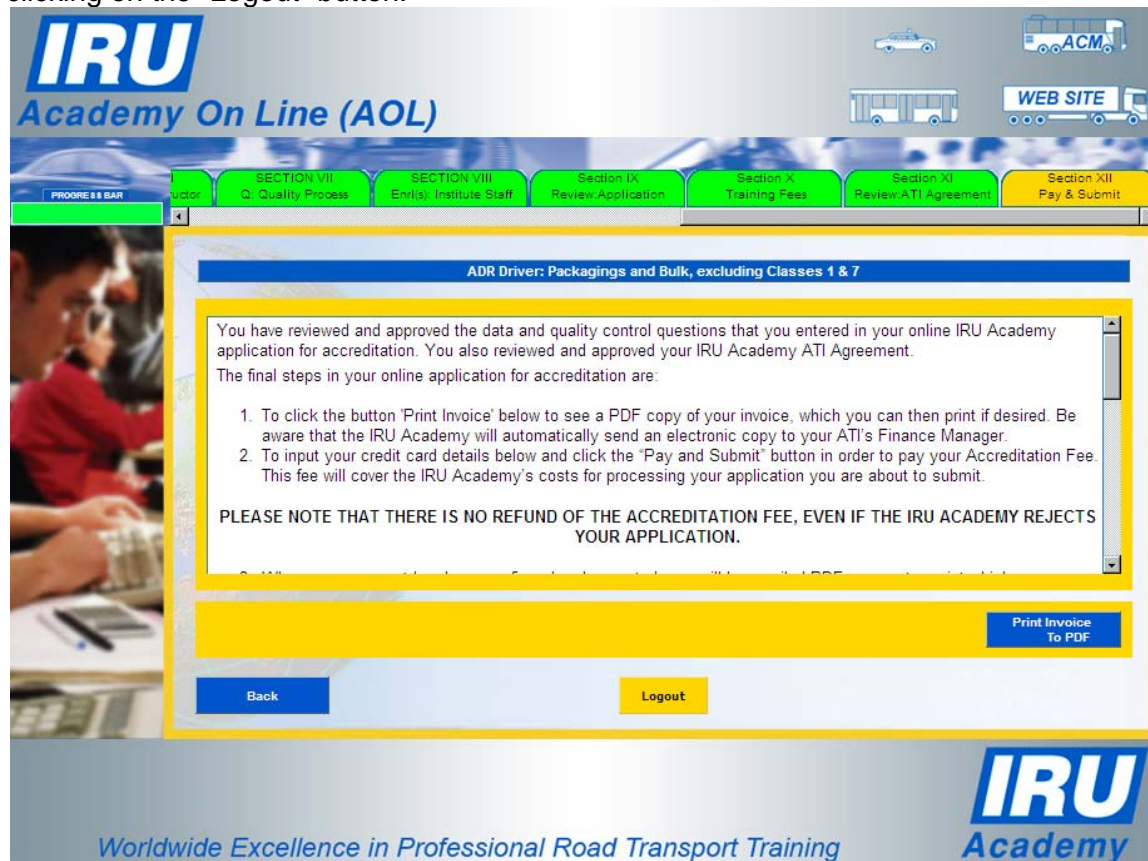 clicking on the "Logout" button.
IRU
Academy On Line (AOL)
ACM
WEB SITE
PROGRESS BAR
uctor
SECTION VII
Q: Quality Process
SECTION VIII
Enrl(s): Institute Staff
Section IX
Review:Application
Section X
Training Fees
Section XI
Review:ATI Agreement
Section XII
Pay & Submit
ADR Driver: Packagings and Bulk, excluding Classes 1 & 7
You have reviewed and approved the data and quality control questions that you entered in your online IRU Academy
application for accreditation. You also reviewed and approved your IRU Academy ATI Agreement.
The final steps in your online application for accreditation are:
1. To click the button 'Print Invoice' below to see a PDF copy of your invoice, which you can then print if desired. Be
aware that the IRU Academy will automatically send an electronic copy to your ATI's Finance Manager.
2. To input your credit card details below and click the "Pay and Submit" button in order to pay your Accreditation Fee.
This fee will cover the IRU Academy's costs for processing your application you are about to submit.
PLEASE NOTE THAT THERE IS NO REFUND OF THE ACCREDITATION FEE, EVEN IF THE IRU ACADEMY REJECTS
YOUR APPLICATION.
Print Invoice
To PDF
Back
Logout
IRU
Academy
Worldwide Excellence in Professional Road Transport Training